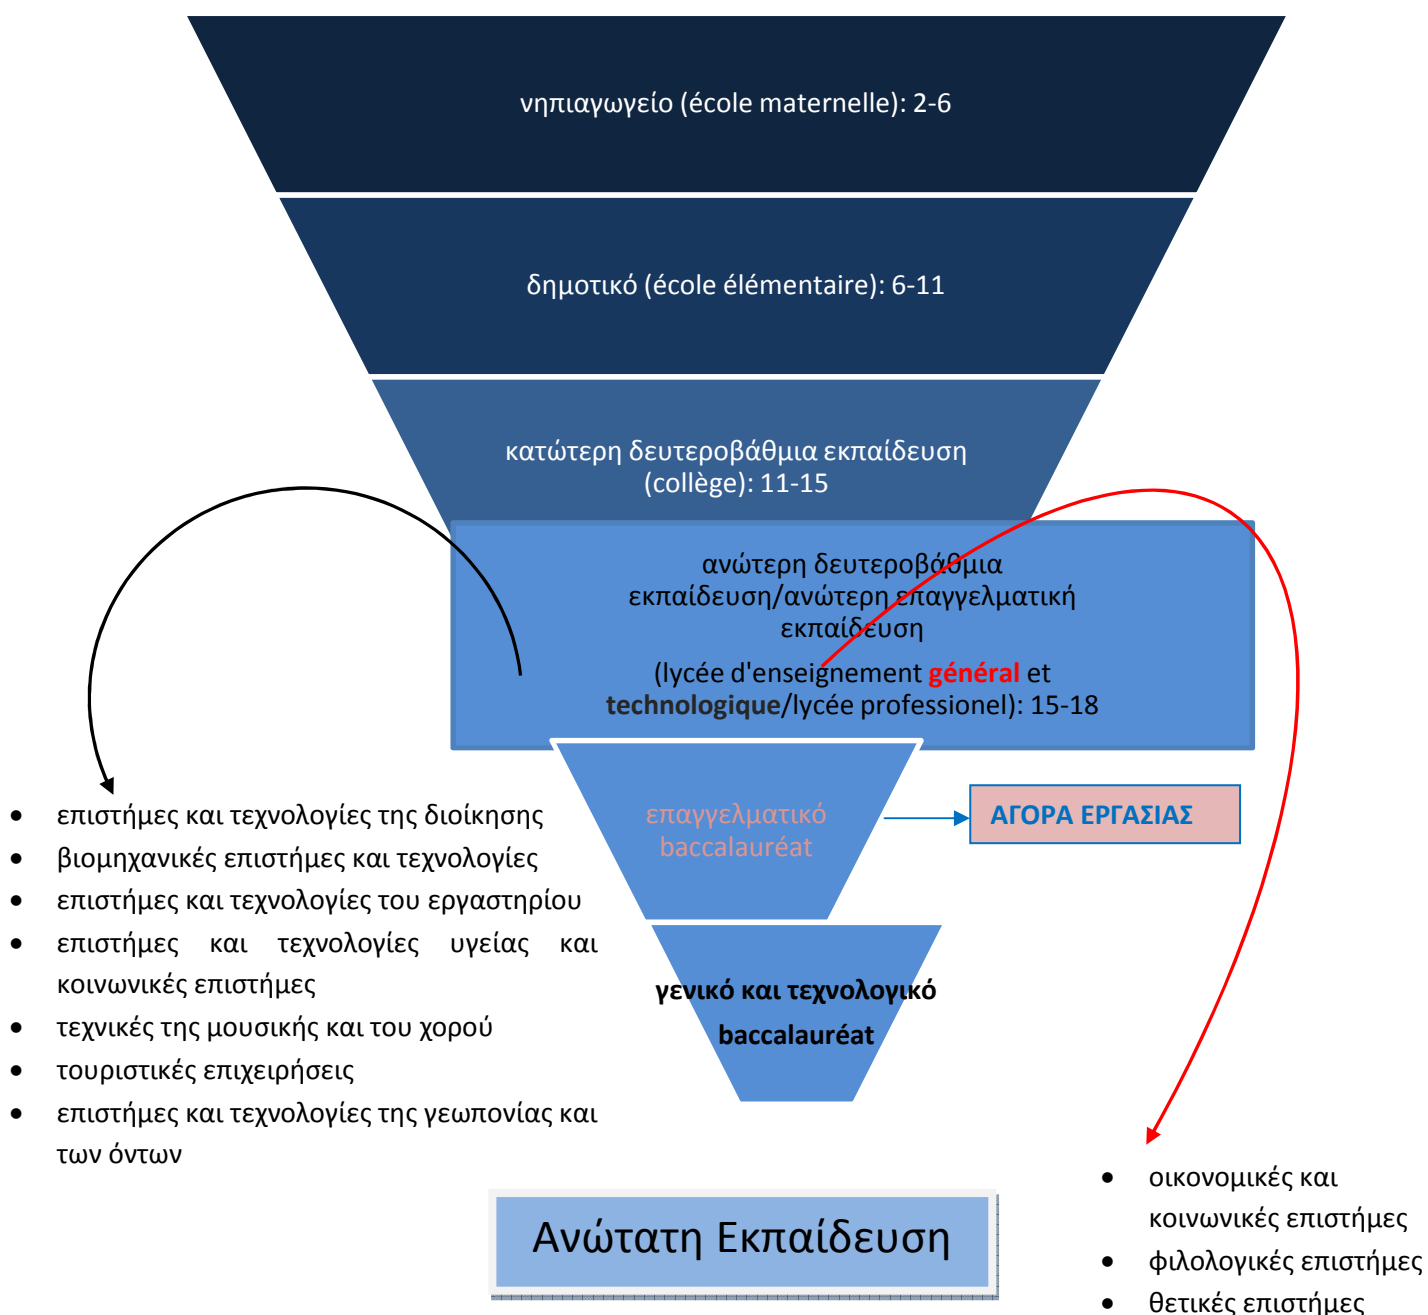 νηπιαγωγείο (école maternelle): 2-6
δημοτικό (école élémentaire): 6-11
κατώτερη δευτεροβάθμια εκπαίδευση
(collège): 11-15
ανώτερη δευτεροβάθμια
εκπαίδευση/ανώτερη επαγγελματική
εκπαίδευση
(lycée d'enseignement général et
technologique/lycée professionel): 15-18
επαγγελματικό
baccalauréat
ΑΓΟΡΑ ΕΡΓΑΣΙΑΣ
γενικό και τεχνολογικό
baccalauréat
• επιστήμες και τεχνολογίες της διοίκησης
• βιομηχανικές επιστήμες και τεχνολογίες
• επιστήμες και τεχνολογίες του εργαστηρίου
• επιστήμες και τεχνολογίες υγείας και
κοινωνικές επιστήμες
• τεχνικές της μουσικής και του χορού
• τουριστικές επιχειρήσεις
• επιστήμες και τεχνολογίες της γεωπονίας και
των όντων
Ανώτατη Εκπαίδευση
• οικονομικές και
κοινωνικές επιστήμες
• φιλολογικές επιστήμες
• θετικές επιστήμες